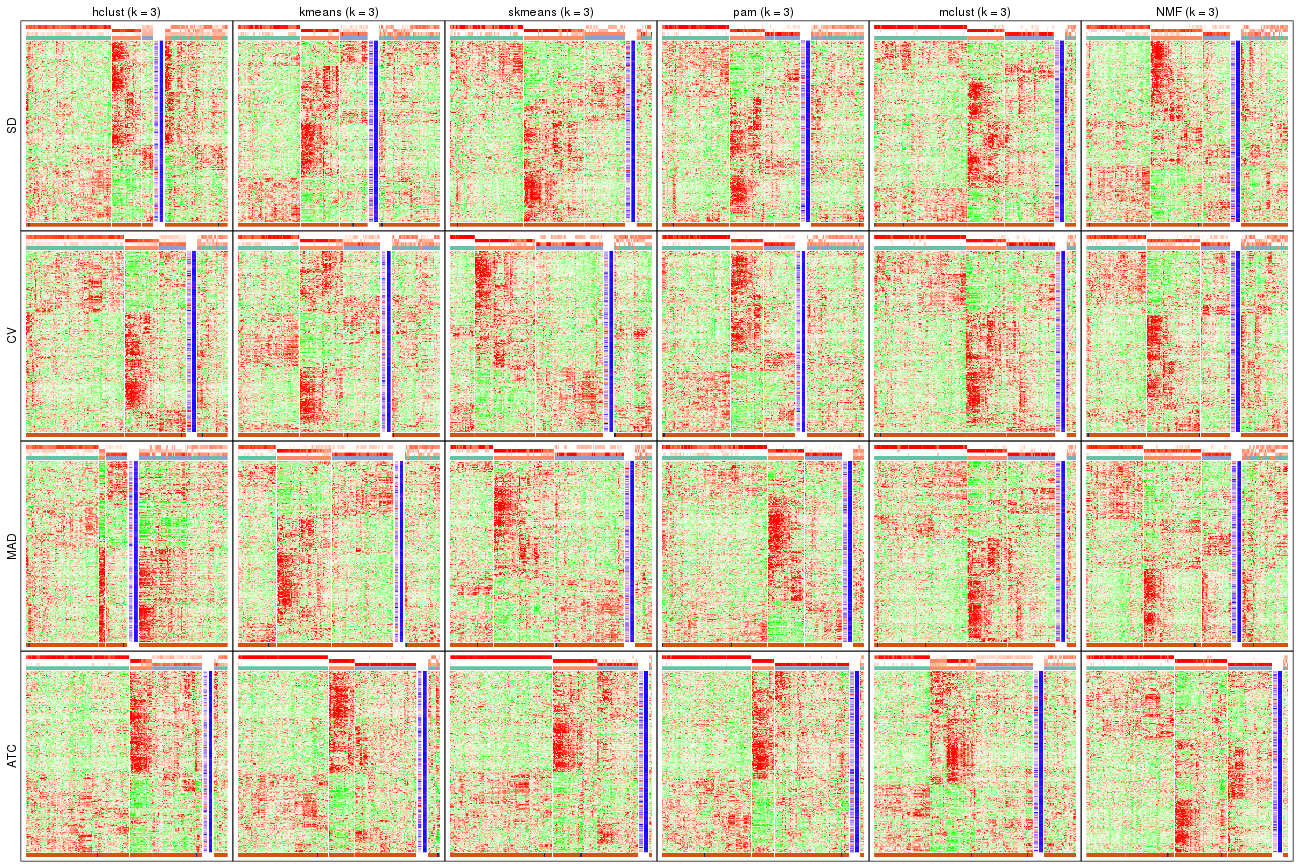 hclust (k = 3) kmeans (k = 3) skmeans (k = 3) pam (k = 3) mclust (k = 3) NMF (k = 3)
SD
CV
MAD
ATC